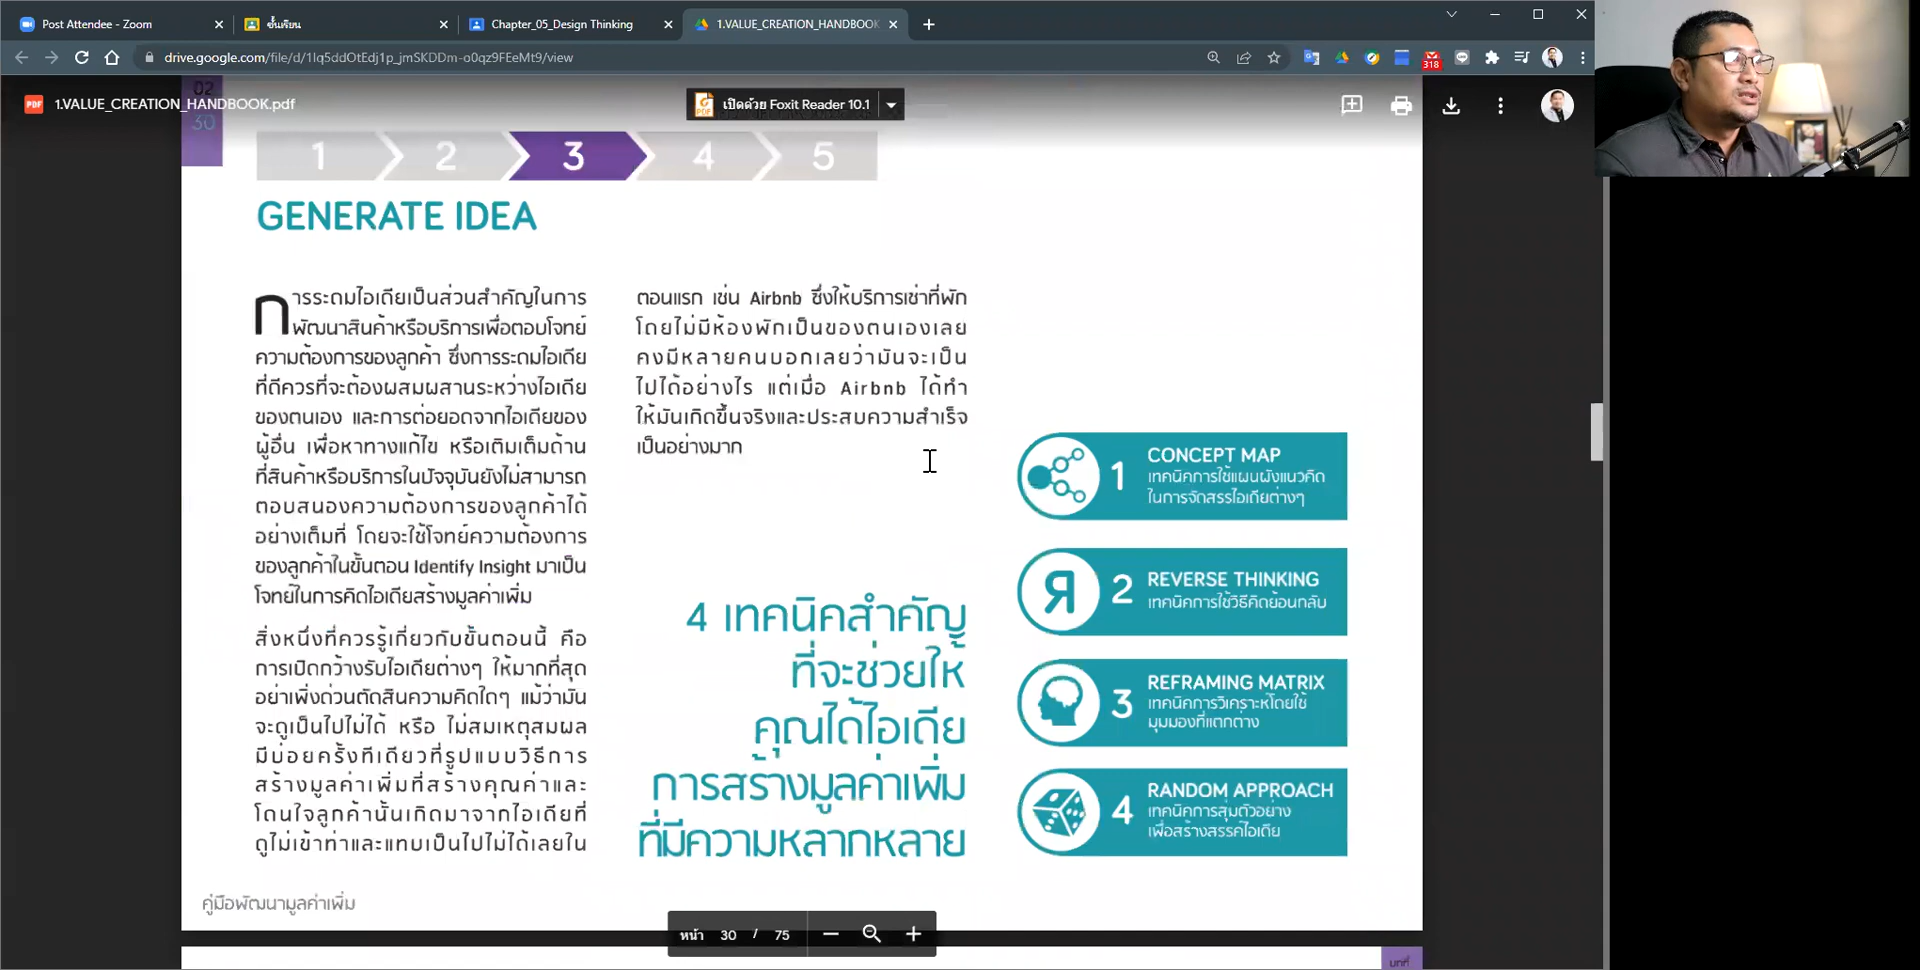 Post Attendee - Zoom
ชั้นเรียน
Chapter_05_Design Thinking
1.VALUE_CREATION_HANDBOOK
drive.google.com/file/d/1Iq5ddOtEdj1p_jmSKDDm-o0qz9FEeMt9/view
318
02
30
PDF
1.VALUE_CREATION_HANDBOOK.pdf
เปิดด้วย Foxit Reader 10.1
1 2 3 4 5
GENERATE IDEA
การระดมไอเดียเป็นส่วนสำคัญในการ
พัฒนาสินค้าหรือบริการเพื่อตอบโจทย์
ความต้องการของลูกค้า ซึ่งการระดมไอเดีย
ที่ดีควรที่จะต้องผสมผสานระหว่างไอเดีย
ของตนเอง และการต่อยอดจากไอเดียของ
ผู้อื่น เพื่อหาทางแก้ไข หรือเติมเต็มด้าน
ที่สินค้าหรือบริการในปัจจุบันยังไม่สามารถ
ตอบสนองความต้องการของลูกค้าได้
อย่างเต็มที่ โดยจะใช้โจทย์ความต้องการ
ของลูกค้าในขั้นตอน Identify Insight มาเป็น
โจทย์ในการคิดไอเดียสร้างมูลค่าเพิ่ม
สิ่งหนึ่งที่ควรรู้เกี่ยวกับขั้นตอนนี้ คือ
การเปิดกว้างรับไอเดียต่างๆ ให้มากที่สุด
อย่าเพิ่งด่วนตัดสินความคิดใดๆ แม้ว่ามัน
จะดูเป็นไปไม่ได้ หรือ ไม่สมเหตุสมผล
มีบ่อยครั้งทีเดียวที่รูปแบบวิธีการ
สร้างมูลค่าเพิ่มที่สร้างคุณค่าและ
โดนใจลูกค้านั้นเกิดมาจากไอเดียที่
ดูไม่เข้าท่าและแทบเป็นไปไม่ได้เลยใน
ตอนแรก เช่น Airbnb ซึ่งให้บริการเช่าที่พัก
โดยไม่มีห้องพักเป็นของตนเองเลย
คงมีหลายคนบอกเลยว่ามันจะเป็น
ไปได้อย่างไร แต่เมื่อ Airbnb ได้ทำ
ให้มันเกิดขึ้นจริงและประสบความสำเร็จ
เป็นอย่างมาก
4 เทคนิคสำคัญ
ที่จะช่วยให้
คุณได้ไอเดีย
การสร้างมูลค่าเพิ่ม
ที่มีความหลากหลาย
1 CONCEPT MAP
เทคนิคการใช้แผนผังแนวคิด
ในการจัดสรรไอเดียต่างๆ
2 REVERSE THINKING
เทคนิคการใช้วิธีคิดย้อนกลับ
3 REFRAMING MATRIX
เทคนิคการวิเคราะห์โดยใช้
มุมมองที่แตกต่าง
4 RANDOM APPROACH
เทคนิคการสุ่มตัวอย่าง
เพื่อสร้างสรรค์ไอเดีย
คู่มือพัฒนามูลค่าเพิ่ม
หน้า 30 / 75
บทที่